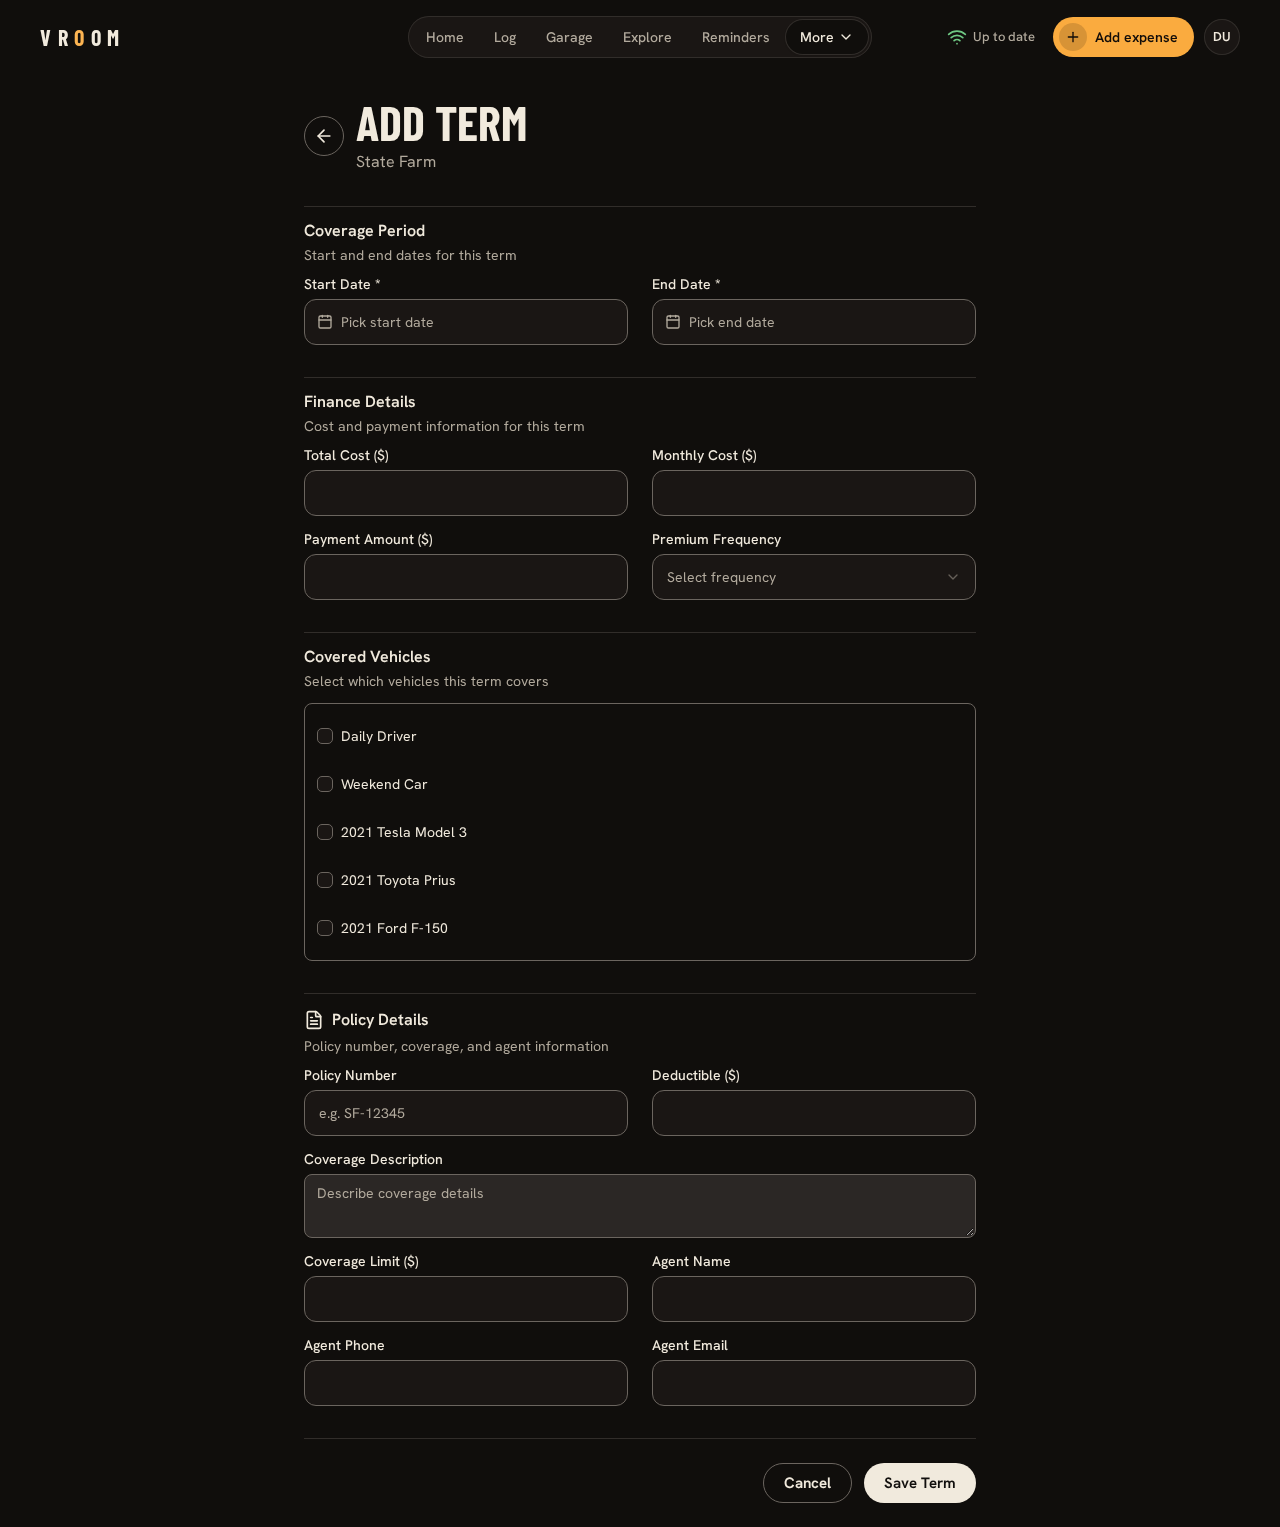 VROOM
Home Log Garage Explore Reminders More
Up to date
Add expense
DU
ADD TERM
State Farm
Coverage Period
Start and end dates for this term
Start Date * End Date *
Pick start date Pick end date
Finance Details
Cost and payment information for this term
Total Cost ($) Monthly Cost ($)
Payment Amount ($) Premium Frequency
Select frequency
Covered Vehicles
Select which vehicles this term covers
Daily Driver
Weekend Car
2021 Tesla Model 3
2021 Toyota Prius
2021 Ford F-150
Policy Details
Policy number, coverage, and agent information
Policy Number Deductible ($)
e.g. SF-12345
Coverage Description
Describe coverage details
Coverage Limit ($) Agent Name
Agent Phone Agent Email
Cancel Save Term